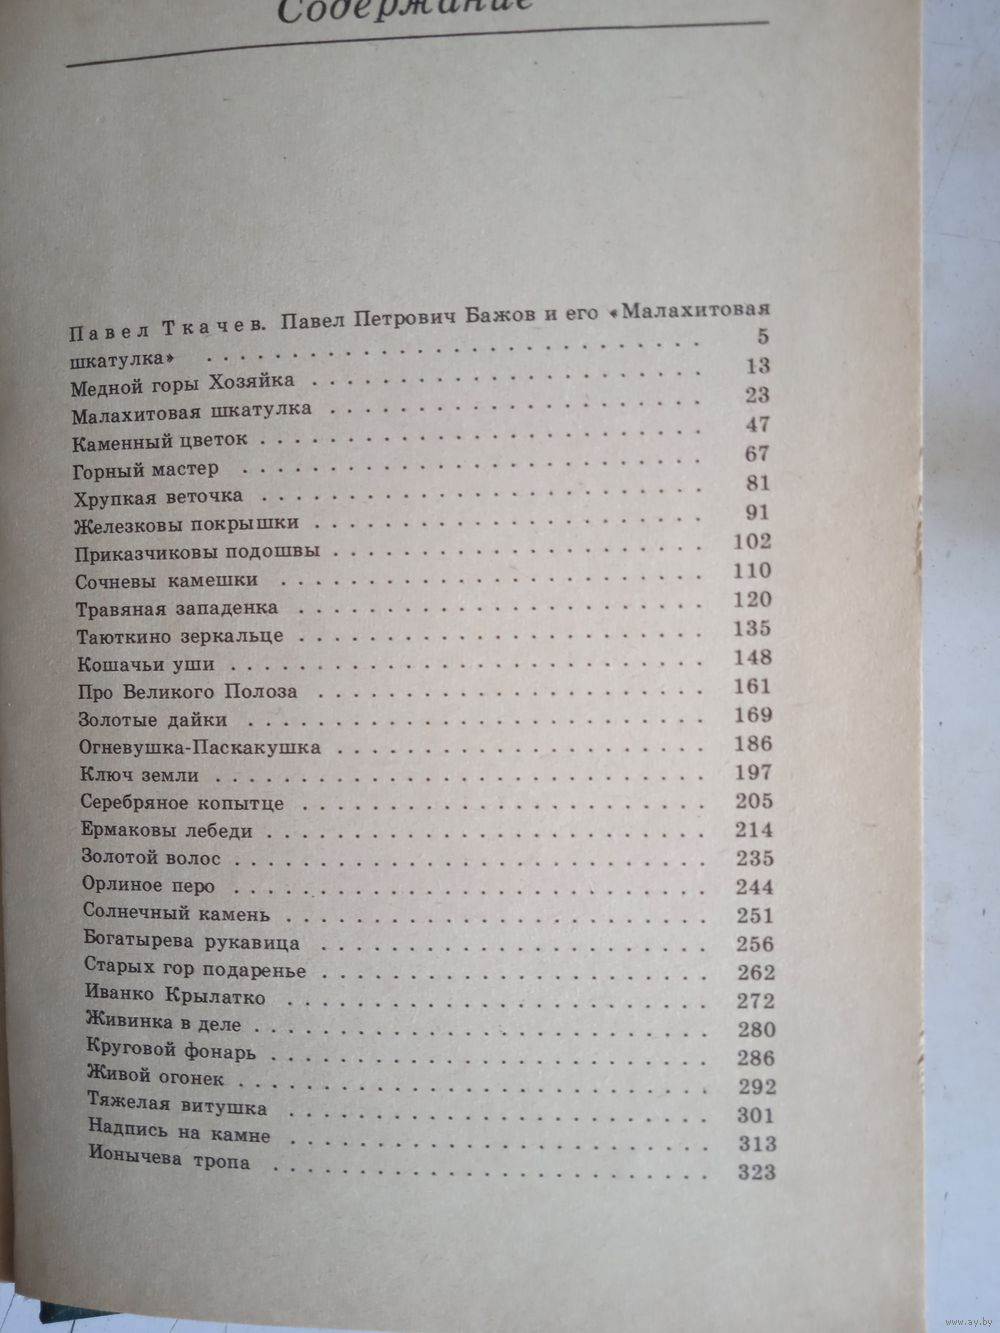 Содержание
Павел Ткачев. Павел Петрович Бажов и его «Малахитовая
шкатулка» . . . . . . . . . . . . . . . . . . . . . . . 5
Медной горы Хозяйка . . . . . . . . . . . . . . . . . 13
Малахитовая шкатулка . . . . . . . . . . . . . . . . 23
Каменный цветок . . . . . . . . . . . . . . . . . . . 47
Горный мастер . . . . . . . . . . . . . . . . . . . . 67
Хрупкая веточка . . . . . . . . . . . . . . . . . . . 81
Железковы покрышки . . . . . . . . . . . . . . . . . 91
Приказчиковы подошвы . . . . . . . . . . . . . . . . 102
Сочневы камешки . . . . . . . . . . . . . . . . . . 110
Травяная западенка . . . . . . . . . . . . . . . . . 120
Таюткино зеркальце . . . . . . . . . . . . . . . . . 135
Кошачьи уши . . . . . . . . . . . . . . . . . . . . 148
Про Великого Полоза . . . . . . . . . . . . . . . . . 161
Золотые дайки . . . . . . . . . . . . . . . . . . . . 169
Огневушка-Паскакушка . . . . . . . . . . . . . . . . 186
Ключ земли . . . . . . . . . . . . . . . . . . . . . 197
Серебряное копытце . . . . . . . . . . . . . . . . . 205
Ермаковы лебеди . . . . . . . . . . . . . . . . . . . 214
Золотой волос . . . . . . . . . . . . . . . . . . . . 235
Орлиное перо . . . . . . . . . . . . . . . . . . . . 244
Солнечный камень . . . . . . . . . . . . . . . . . . 251
Богатырева рукавица . . . . . . . . . . . . . . . . . 256
Старых гор подаренье . . . . . . . . . . . . . . . . 262
Иванко Крылатко . . . . . . . . . . . . . . . . . . 272
Живинка в деле . . . . . . . . . . . . . . . . . . . 280
Круговой фонарь . . . . . . . . . . . . . . . . . . . 286
Живой огонек . . . . . . . . . . . . . . . . . . . . 292
Тяжелая витушка . . . . . . . . . . . . . . . . . . 301
Надпись на камне . . . . . . . . . . . . . . . . . . 313
Ионычева тропа . . . . . . . . . . . . . . . . . . . 323
www.ay.by